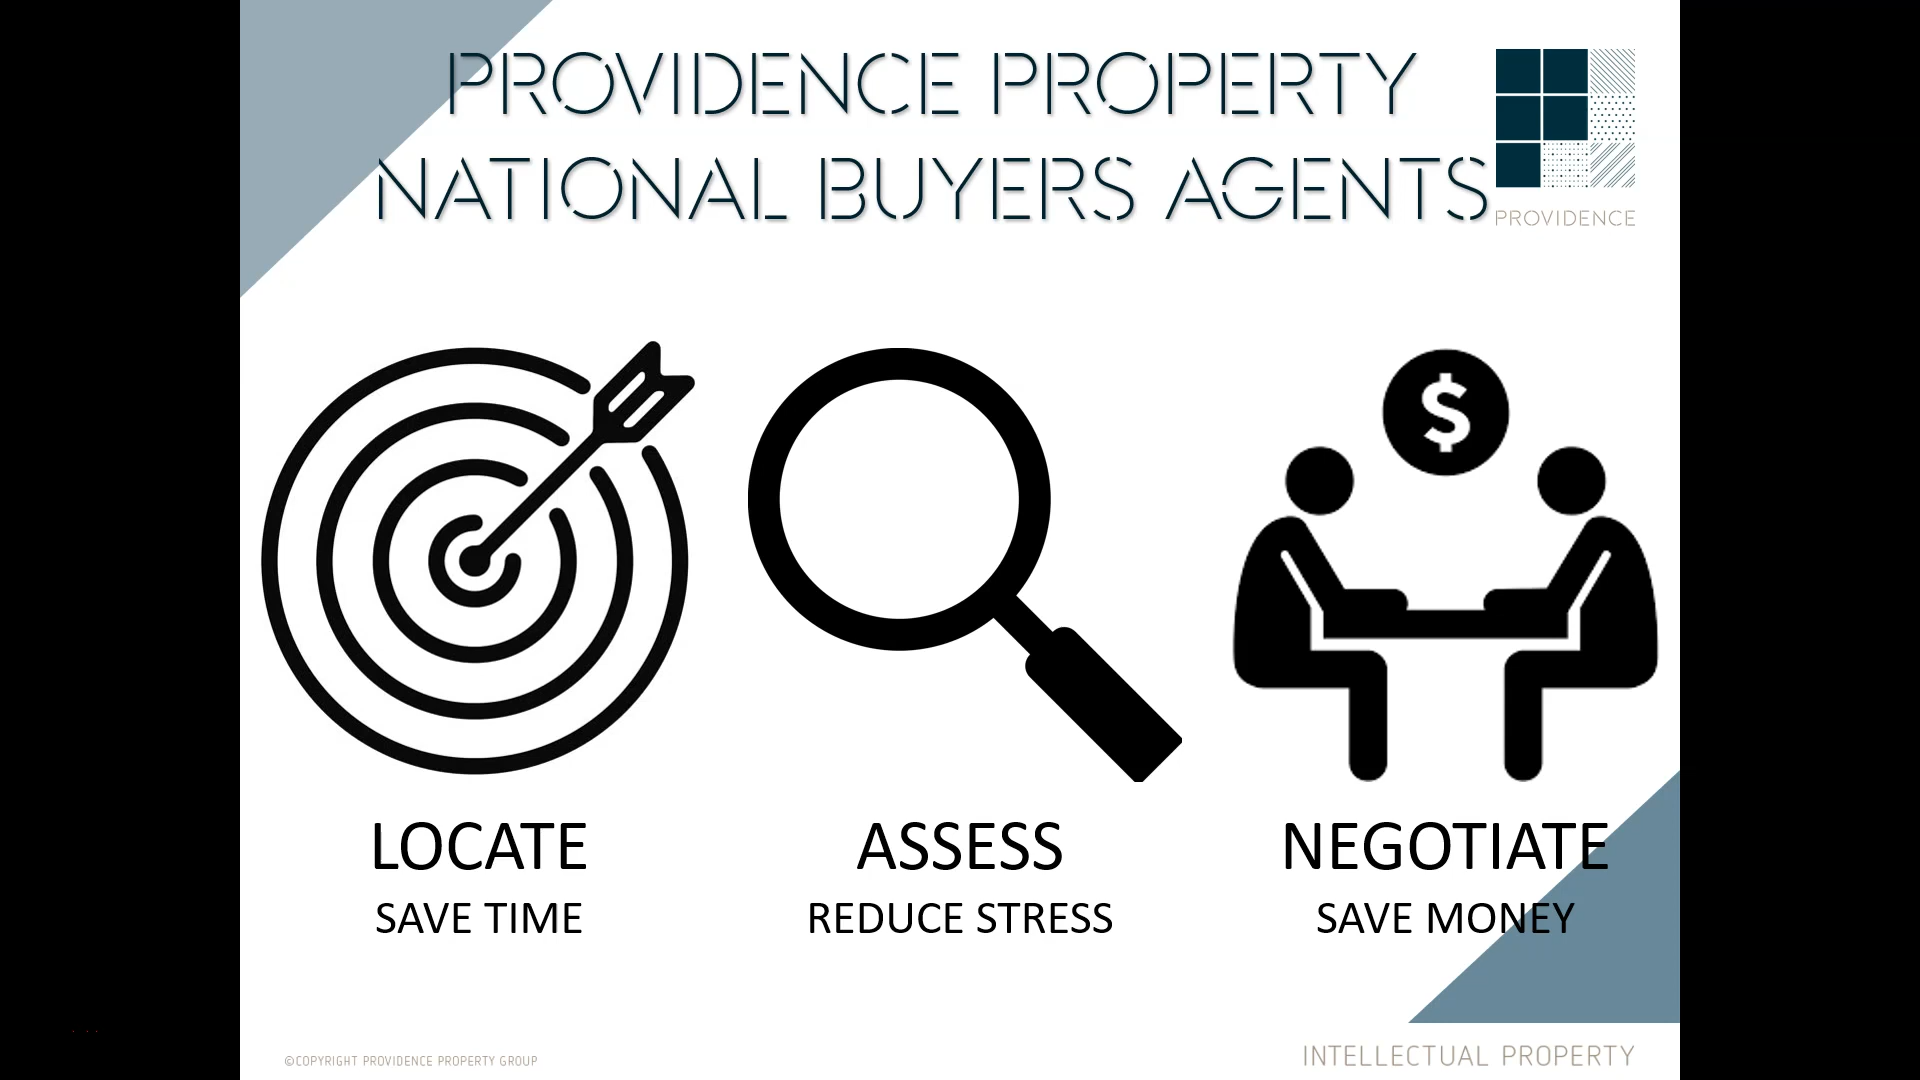 PROVIDENCE PROPERTY
NATIONAL BUYERS AGENTS
PROVIDENCE
$
LOCATE
SAVE TIME
ASSESS
REDUCE STRESS
NEGOTIATE
SAVE MONEY
©COPYRIGHT PROVIDENCE PROPERTY GROUP
INTELLECTUAL PROPERTY